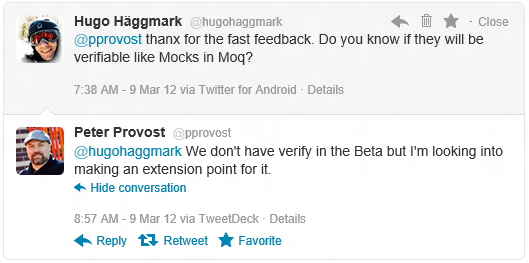 Hugo Häggmark @hugohaggmark Close
@pprovost thanx for the fast feedback. Do you know if they will be
verifiable like Mocks in Moq?
7:38 AM - 9 Mar 12 via Twitter for Android · Details
Peter Provost @pprovost
@hugohaggmark We don't have verify in the Beta but I'm looking into
making an extension point for it.
Hide conversation
8:57 AM - 9 Mar 12 via TweetDeck · Details
Reply Retweet Favorite